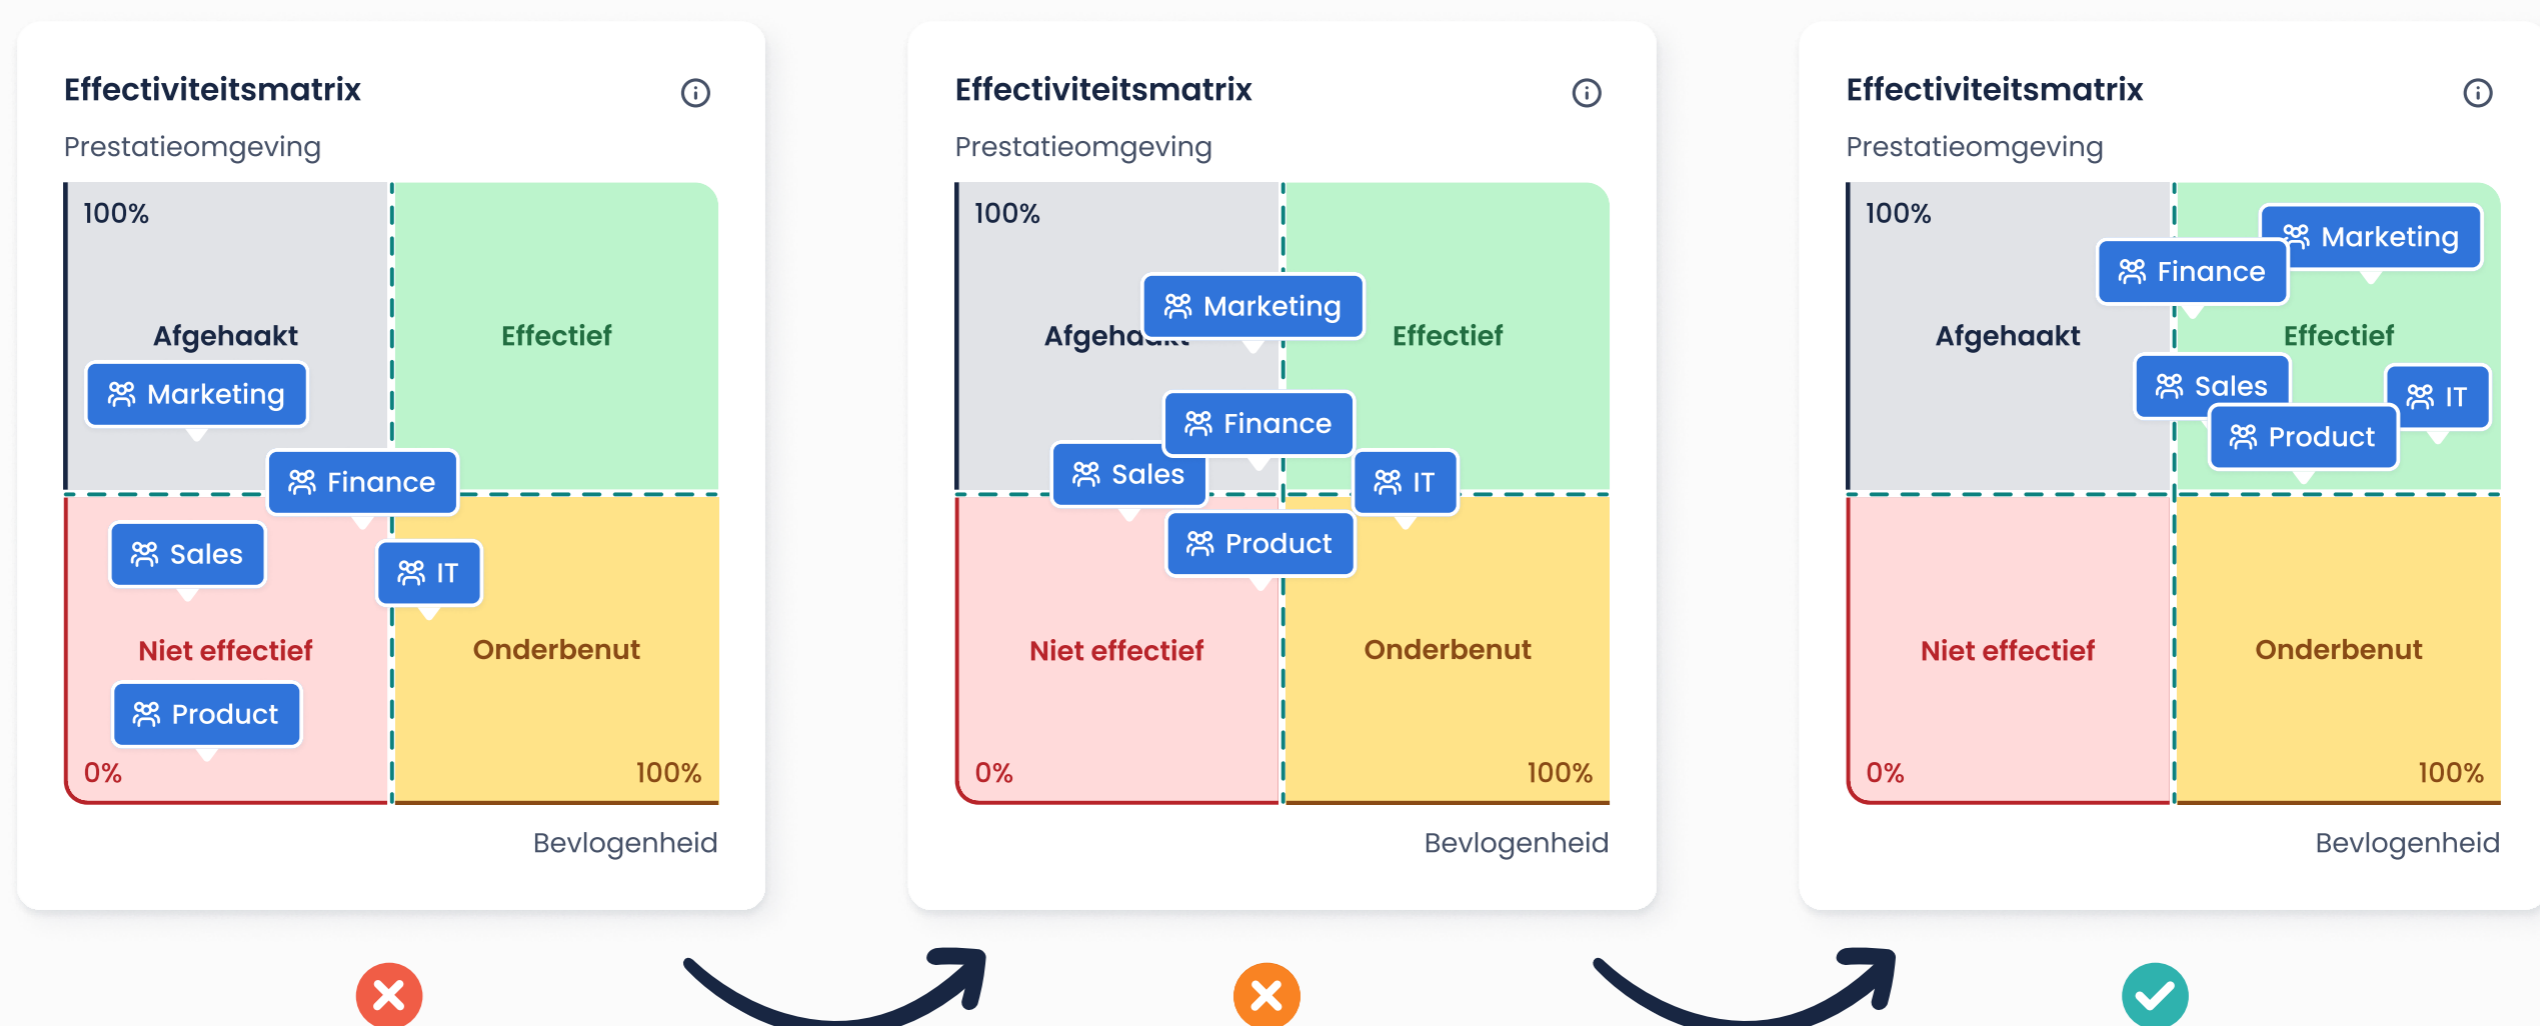 Effectiviteitsmatrix
Prestatieomgeving
100%
Afgehaakt
Effectief
Marketing
Finance
Sales
IT
Niet effectief
Onderbenut
Product
0%
100%
Bevlogenheid
Effectiviteitsmatrix
Prestatieomgeving
100%
Marketing
Afgehaakt
Effectief
Finance
Sales
IT
Product
Niet effectief
Onderbenut
0%
100%
Bevlogenheid
Effectiviteitsmatrix
Prestatieomgeving
100%
Marketing
Finance
Afgehaakt
Effectief
Sales
IT
Product
Niet effectief
Onderbenut
0%
100%
Bevlogenheid